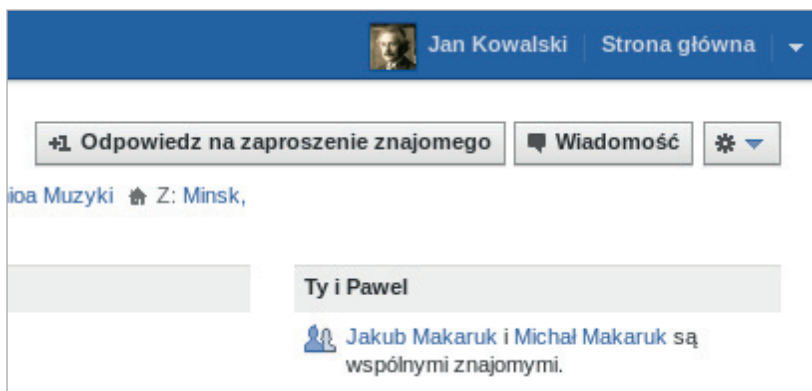 Jan Kowalski Strona główna
+1 Odpowiedz na zaproszenie znajomego Wiadomość
Muzyki Z: Minsk,
Ty i Pawel
Jakub Makaruk i Michał Makaruk są
wspólnymi znajomymi.